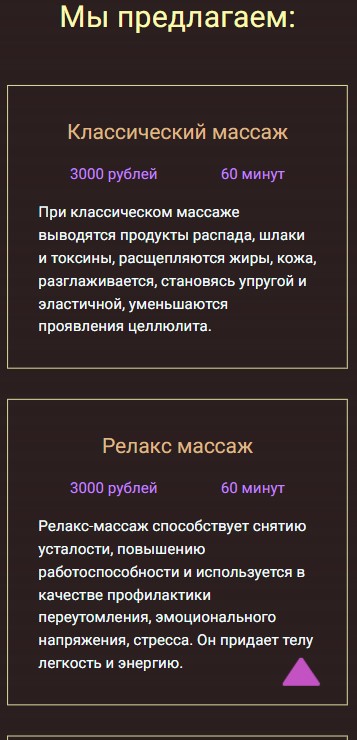 Мы предлагаем:
Классический массаж
3000 рублей 60 минут
При классическом массаже
выводятся продукты распада, шлаки
и токсины, расщепляются жиры, кожа,
разглаживается, становясь упругой и
эластичной, уменьшаются
проявления целлюлита.
Релакс массаж
3000 рублей 60 минут
Релакс-массаж способствует снятию
усталости, повышению
работоспособности и используется в
качестве профилактики
переутомления, эмоционального
напряжения, стресса. Он придает телу
легкость и энергию.